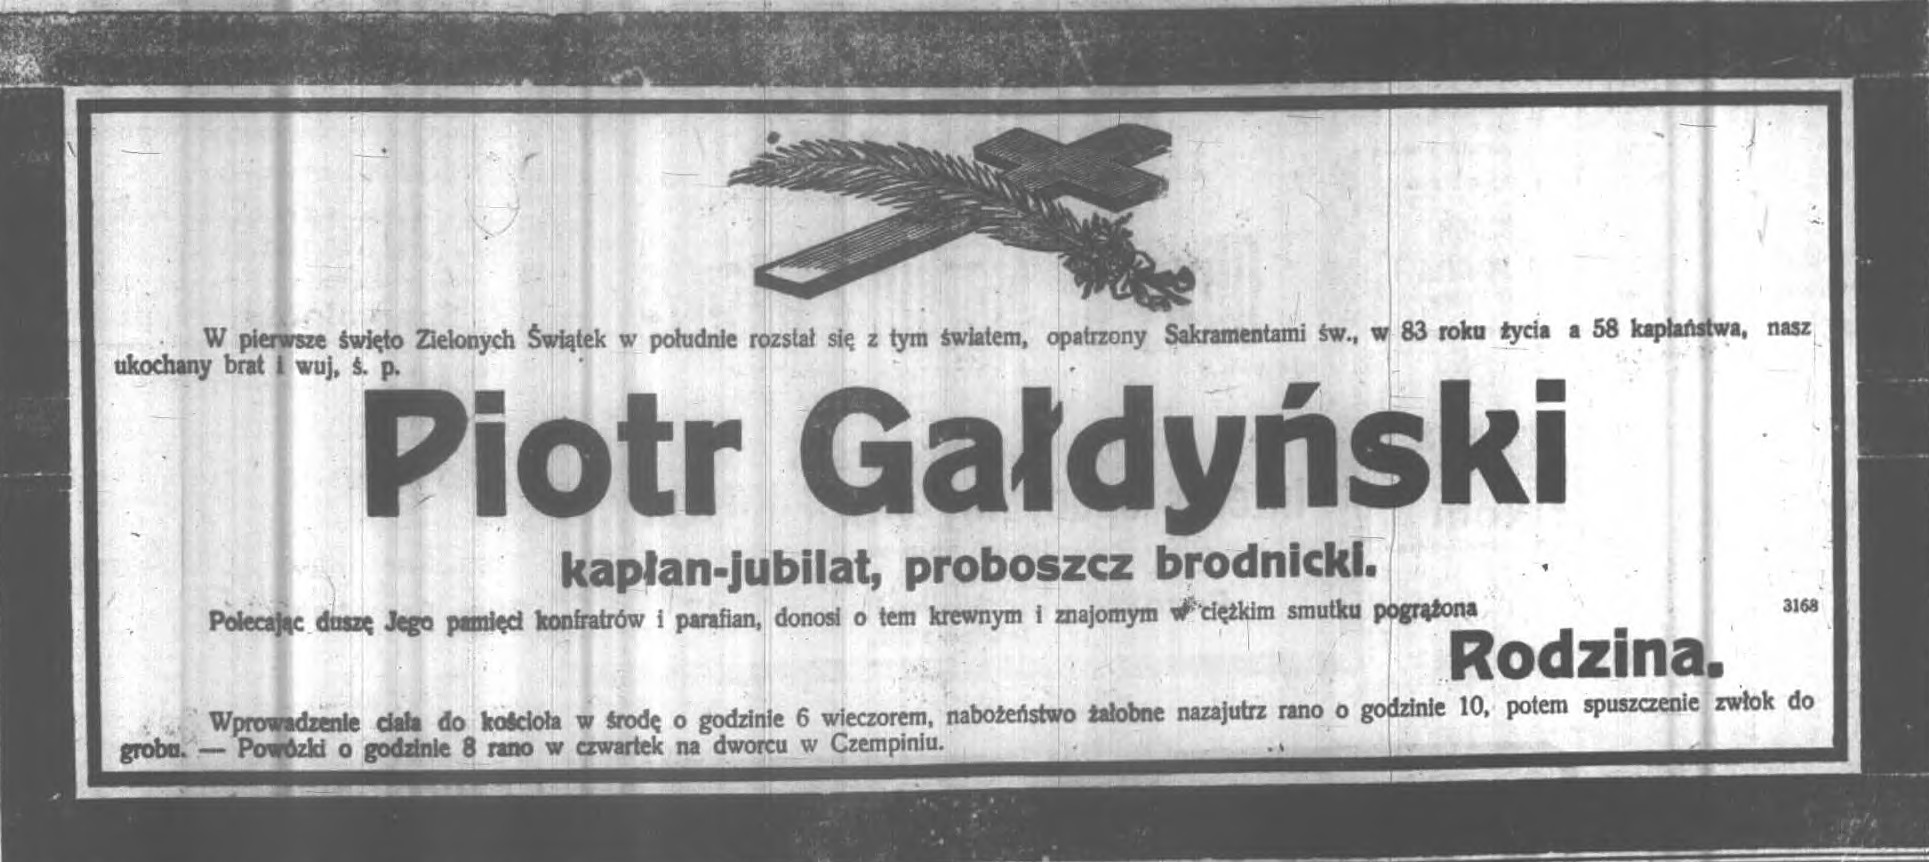 W pierwsze święto Zielonych Świątek w południe rozstał się z tym światem, opatrzony Sakramentami św., w 83 roku życia a 58 kapłaństwa, nasz
ukochany brat i wuj, ś. p.
Piotr Gałdyński
kapłan-jubilat, proboszcz brodnicki.
Polecając duszę Jego pamięci konfratrów i parafian, donosi o tem krewnym i znajomym w ciężkim smutku pogrążona
3168
Rodzina.
Wprowadzenie ciała do kościoła w środę o godzinie 6 wieczorem, nabożeństwo żałobne nazajutrz rano o godzinie 10, potem spuszczenie zwłok do
grobu. — Powózki o godzinie 8 rano w czwartek na dworcu w Czempiniu.